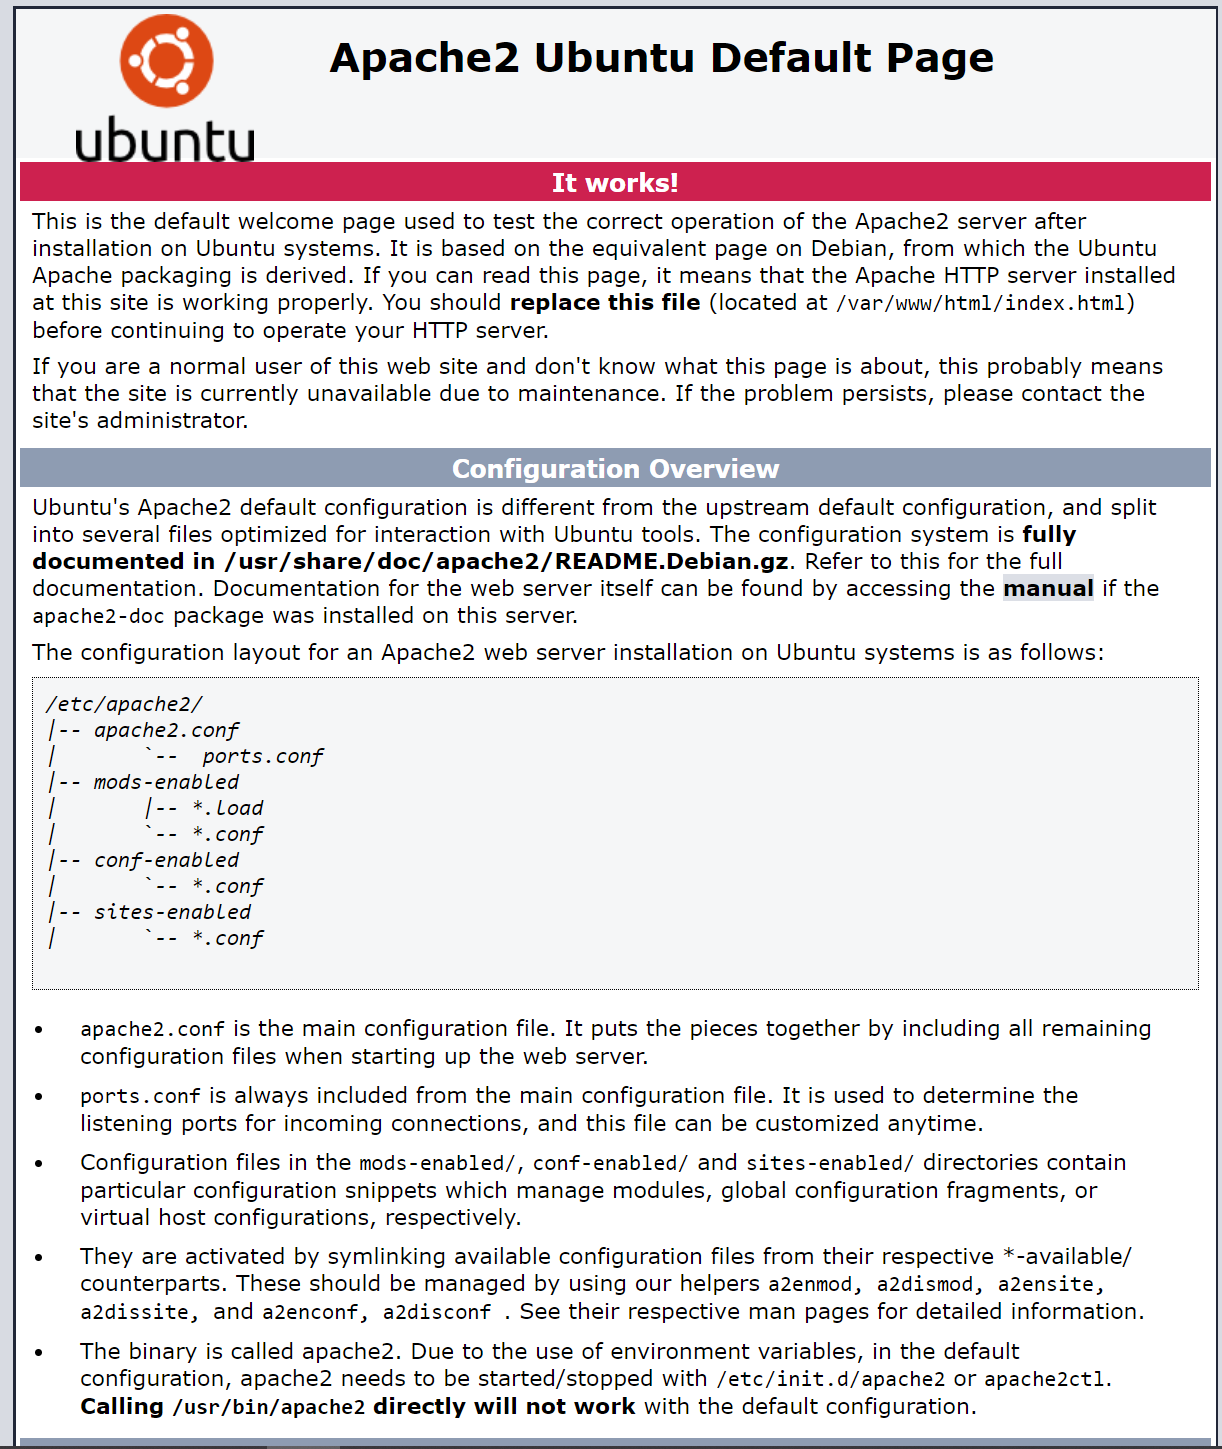 Apache2 Ubuntu Default Page
ubuntu
It works!
This is the default welcome page used to test the correct operation of the Apache2 server after
installation on Ubuntu systems. It is based on the equivalent page on Debian, from which the Ubuntu
Apache packaging is derived. If you can read this page, it means that the Apache HTTP server installed
at this site is working properly. You should replace this file (located at /var/www/html/index.html)
before continuing to operate your HTTP server.
If you are a normal user of this web site and don't know what this page is about, this probably means
that the site is currently unavailable due to maintenance. If the problem persists, please contact the
site's administrator.
Configuration Overview
Ubuntu's Apache2 default configuration is different from the upstream default configuration, and split
into several files optimized for interaction with Ubuntu tools. The configuration system is fully
documented in /usr/share/doc/apache2/README.Debian.gz. Refer to this for the full
documentation. Documentation for the web server itself can be found by accessing the manual if the
apache2-doc package was installed on this server.
The configuration layout for an Apache2 web server installation on Ubuntu systems is as follows:
/etc/apache2/
|-- apache2.conf
|       `--  ports.conf
|-- mods-enabled
|       |-- *.load
|       `-- *.conf
|-- conf-enabled
|       `-- *.conf
|-- sites-enabled
|       `-- *.conf
• apache2.conf is the main configuration file. It puts the pieces together by including all remaining
configuration files when starting up the web server.
• ports.conf is always included from the main configuration file. It is used to determine the
listening ports for incoming connections, and this file can be customized anytime.
• Configuration files in the mods-enabled/, conf-enabled/ and sites-enabled/ directories contain
particular configuration snippets which manage modules, global configuration fragments, or
virtual host configurations, respectively.
• They are activated by symlinking available configuration files from their respective *-available/
counterparts. These should be managed by using our helpers a2enmod, a2dismod, a2ensite,
a2dissite, and a2enconf, a2disconf . See their respective man pages for detailed information.
• The binary is called apache2. Due to the use of environment variables, in the default
configuration, apache2 needs to be started/stopped with /etc/init.d/apache2 or apache2ctl.
Calling /usr/bin/apache2 directly will not work with the default configuration.